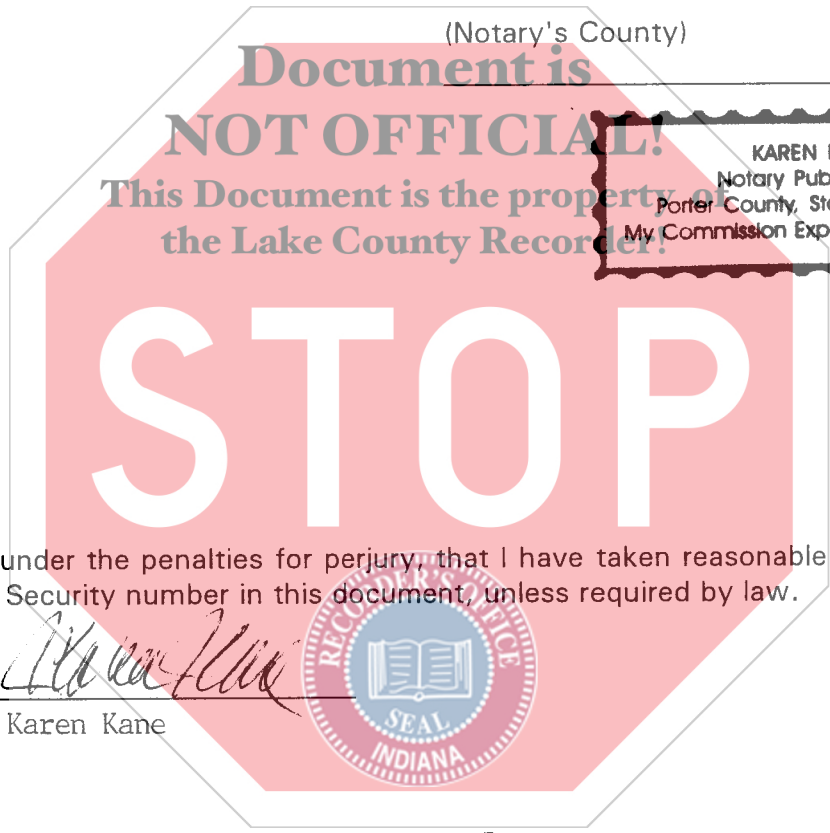 (Notary's County)
Document is
NOT OFFICIAL!
This Document is the property of
the Lake County Recorder!
KAREN
Notary Pub
Porter County, Sta
My Commission Exp
STOP
under the penalties for perjury, that I have taken reasonable
Security number in this document, unless required by law.
Karen Kane
RECORDER'S OFFICE
SEAL
INDIANA